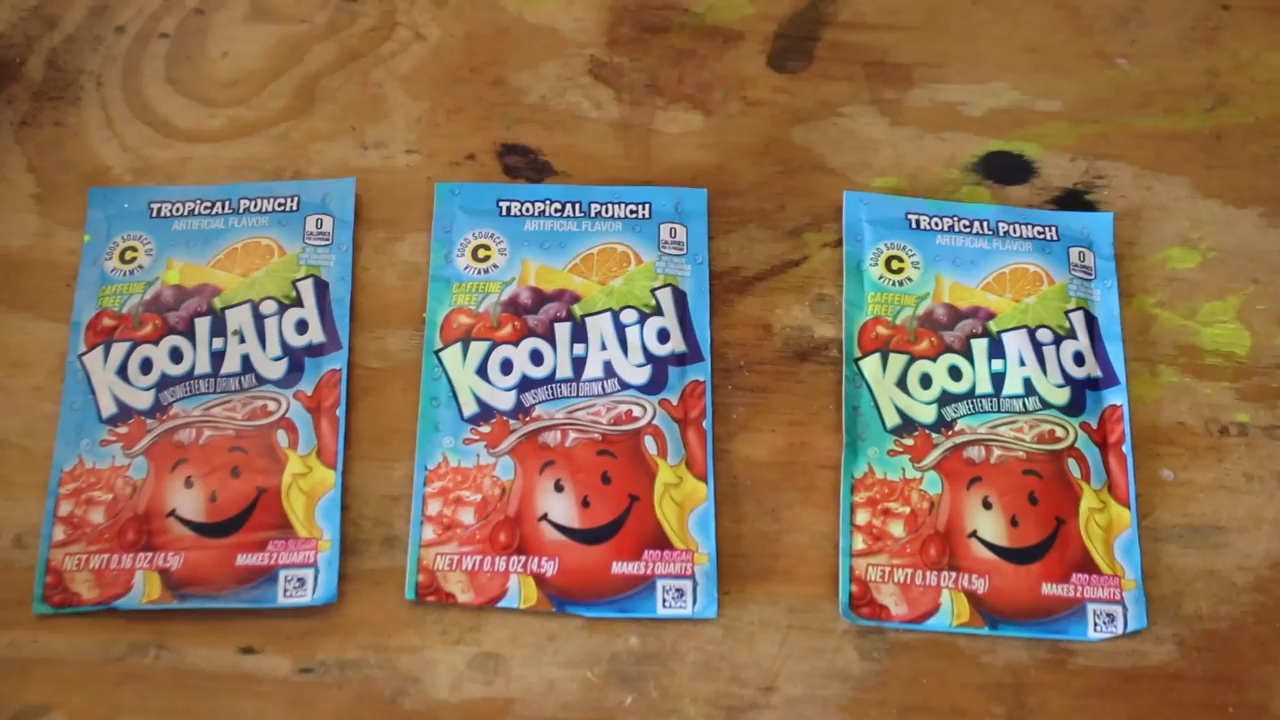 TROPICAL PUNCH
ARTIFICIAL FLAVOR
GOOD SOURCE OF
C
VITAMIN
0
CALORIES
CAFFEINE
FREE
Kool-Aid
UNSWEETENED DRINK MIX
®
NET WT 0.16 OZ (4.5g)
ADD SUGAR
MAKES 2 QUARTS
TROPICAL PUNCH
ARTIFICIAL FLAVOR
GOOD SOURCE OF
C
VITAMIN
0
CALORIES
CAFFEINE
FREE
Kool-Aid
UNSWEETENED DRINK MIX
®
NET WT 0.16 OZ (4.5g)
ADD SUGAR
MAKES 2 QUARTS
TROPICAL PUNCH
ARTIFICIAL FLAVOR
GOOD SOURCE OF
C
VITAMIN
0
CALORIES
CAFFEINE
FREE
Kool-Aid
UNSWEETENED DRINK MIX
®
NET WT 0.16 OZ (4.5g)
ADD SUGAR
MAKES 2 QUARTS